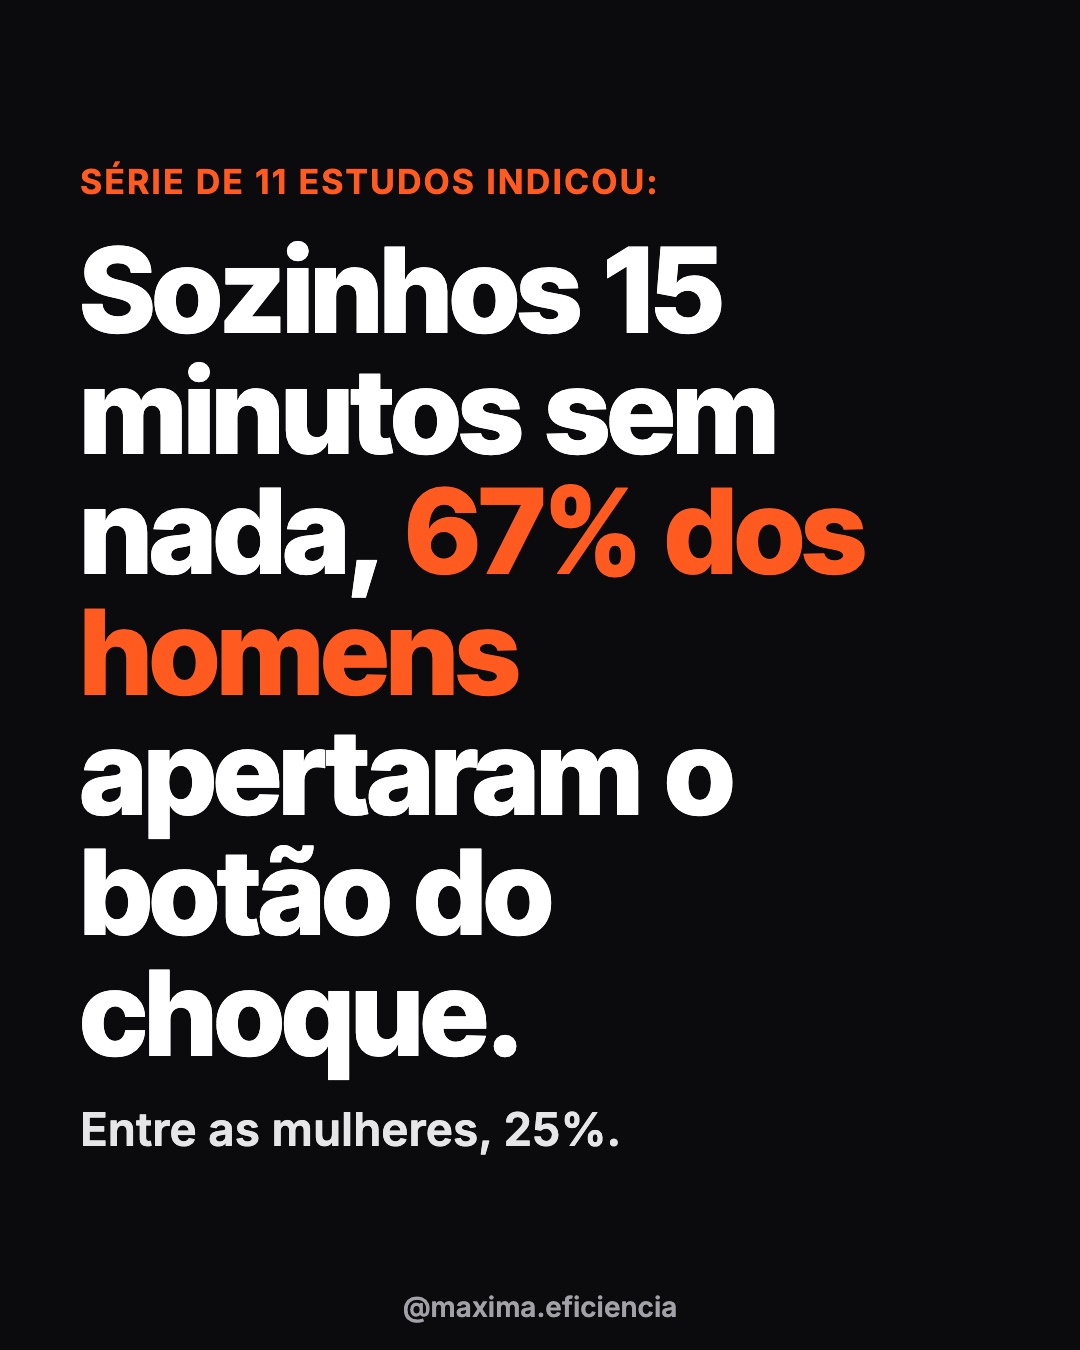 SÉRIE DE 11 ESTUDOS INDICOU:
Sozinhos 15
minutos sem
nada, 67% dos
homens
apertaram o
botão do
choque.
Entre as mulheres, 25%.
@maxima.eficiencia